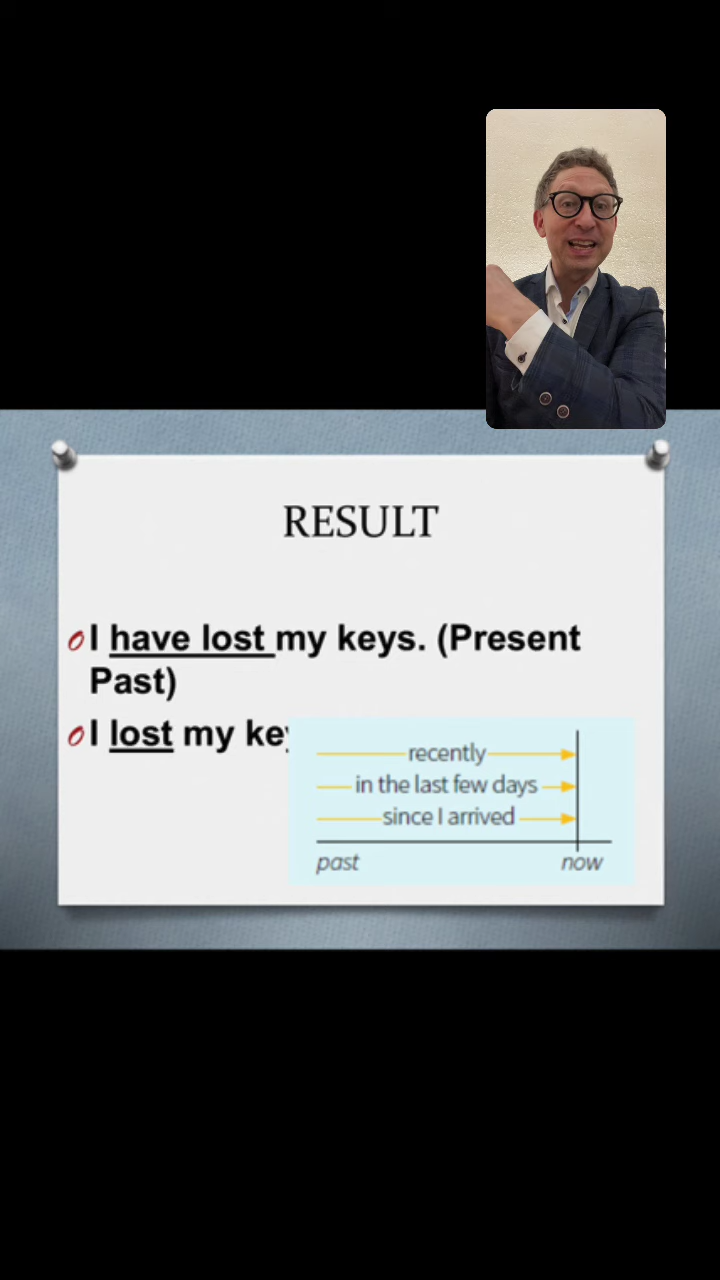 RESULT
I have lost my keys. (Present
Past)
I lost my key
recently
in the last few days
since I arrived
past
now